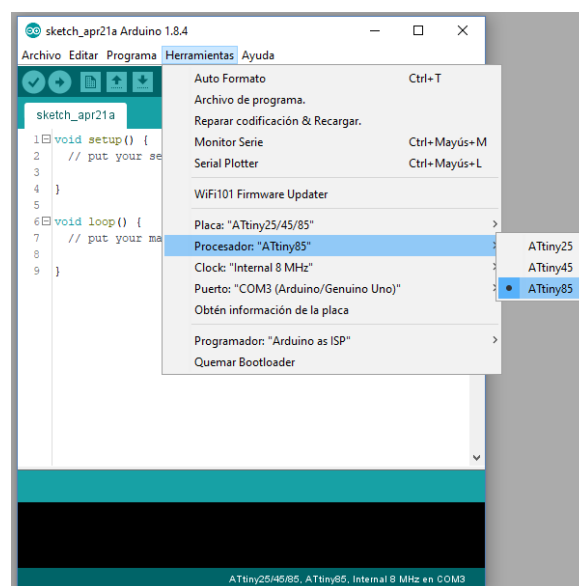 sketch_apr21a Arduino 1.8.4
Archivo Editar Programa Herramientas Ayuda
Auto Formato Ctrl+T
Archivo de programa.
Reparar codificación & Recargar.
Monitor Serie Ctrl+Mayús+M
Serial Plotter Ctrl+Mayús+L
WiFi101 Firmware Updater
Placa: "ATtiny25/45/85"
Procesador: "ATtiny85"
Clock: "Internal 8 MHz"
Puerto: "COM3 (Arduino/Genuino Uno)"
Obtén información de la placa
Programador: "Arduino as ISP"
Quemar Bootloader
ATtiny25
ATtiny45
ATtiny85
sketch_apr21a
1 void setup() {
2 // put your se
3
4 }
5
6 void loop() {
7 // put your ma
8
9 }
ATtiny25/45/85, ATtiny85, Internal 8 MHz en COM3